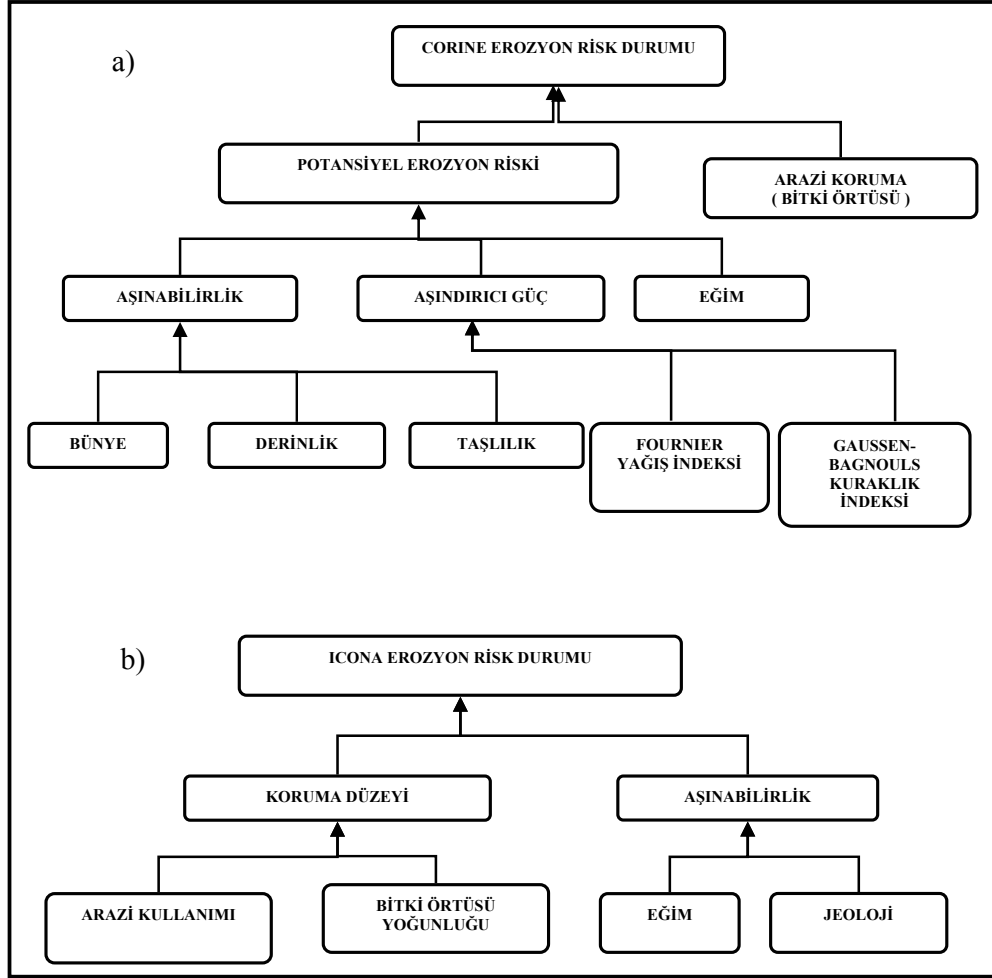 a)
CORINE EROZYON RİSK DURUMU
POTANSİYEL EROZYON RİSKİ
ARAZİ KORUMA
( BİTKİ ÖRTÜSÜ )
AŞINABİLİRLİK
AŞINDIRICI GÜÇ
EĞİM
BÜNYE
DERİNLİK
TAŞLILIK
FOURNIER
YAĞIŞ İNDEKSİ
GAUSSEN-
BAGNOULS
KURAKLIK
İNDEKSİ
b)
ICONA EROZYON RİSK DURUMU
KORUMA DÜZEYİ
AŞINABİLİRLİK
ARAZİ KULLANIMI
BİTKİ ÖRTÜSÜ
YOĞUNLUĞU
EĞİM
JEOLOJİ